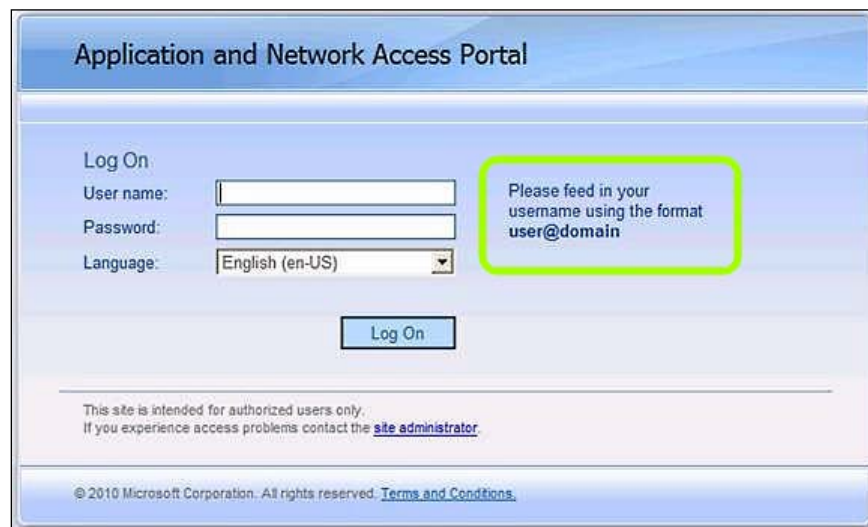 Application and Network Access Portal
Log On
User name:
Password:
Language: English (en-US)
Please feed in your
username using the format
user@domain
Log On
This site is intended for authorized users only.
If you experience access problems contact the site administrator.
© 2010 Microsoft Corporation. All rights reserved. Terms and Conditions.